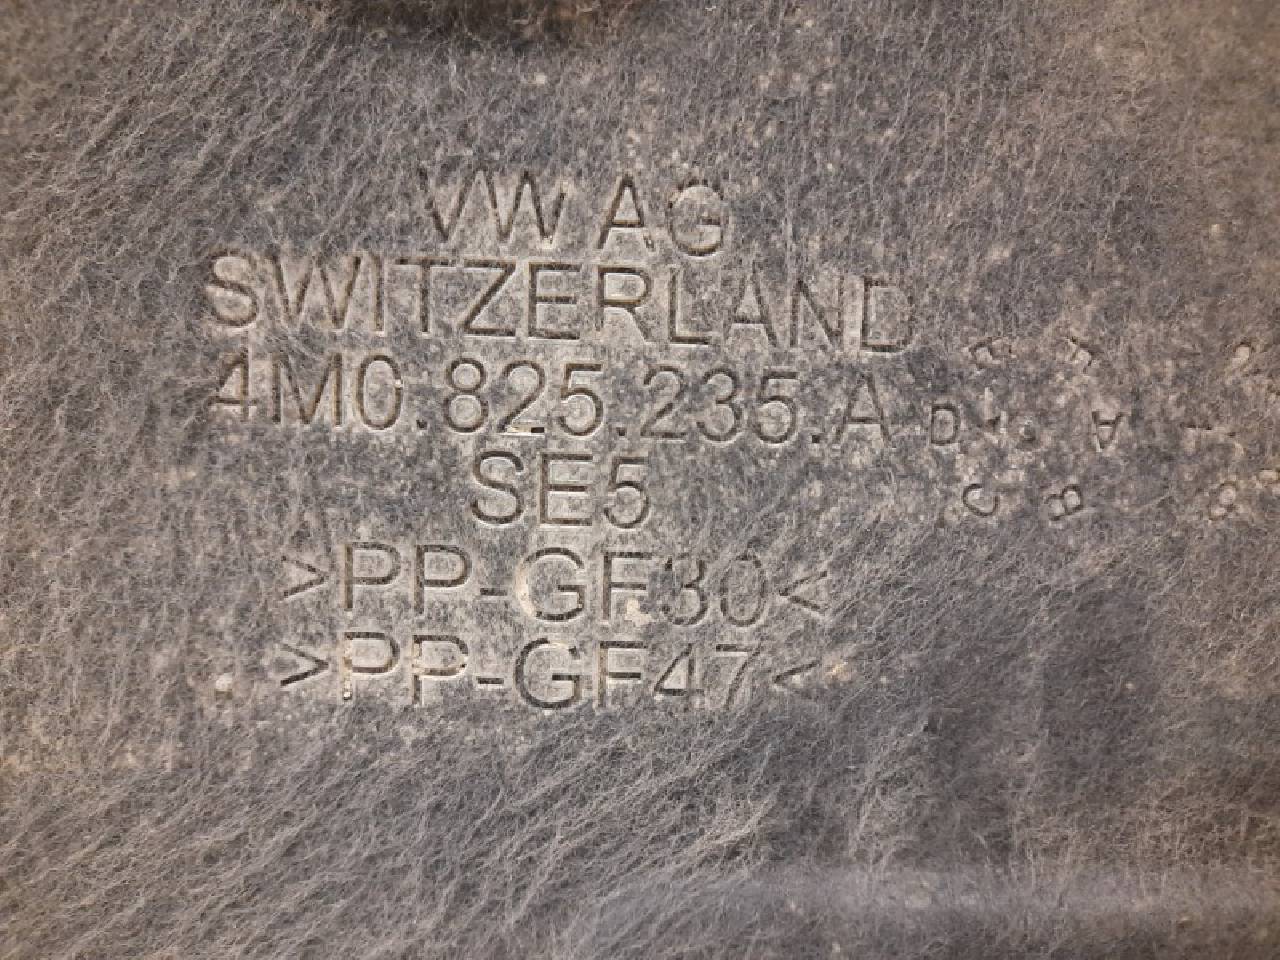 VW AG
SWITZERLAND
4M0.825.235.A
SE5
>PP-GF30<
>PP-GF47<